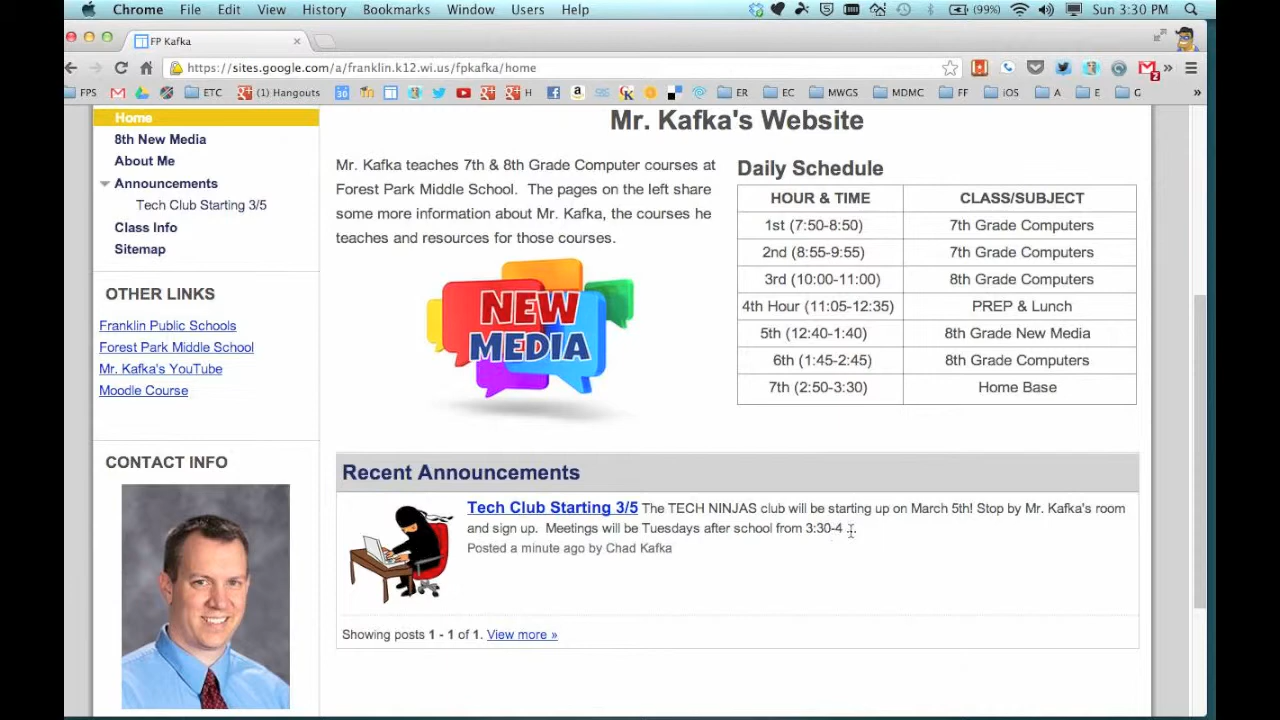 Chrome File Edit View History Bookmarks Window Users Help (99%) Sun 3:30 PM
FP Kafka
https://sites.google.com/a/franklin.k12.wi.us/fpkafka/home
FPS ETC (1) Hangouts 30 H ER EC MWGS MDMC FF iOS A E G »
Home
8th New Media
About Me
Announcements
Tech Club Starting 3/5
Class Info
Sitemap
OTHER LINKS
Franklin Public Schools
Forest Park Middle School
Mr. Kafka's YouTube
Moodle Course
CONTACT INFO
Mr. Kafka's Website
Mr. Kafka teaches 7th & 8th Grade Computer courses at
Forest Park Middle School. The pages on the left share
some more information about Mr. Kafka, the courses he
teaches and resources for those courses.
NEW
MEDIA
Daily Schedule
HOUR & TIME CLASS/SUBJECT
1st (7:50-8:50) 7th Grade Computers
2nd (8:55-9:55) 7th Grade Computers
3rd (10:00-11:00) 8th Grade Computers
4th Hour (11:05-12:35) PREP & Lunch
5th (12:40-1:40) 8th Grade New Media
6th (1:45-2:45) 8th Grade Computers
7th (2:50-3:30) Home Base
Recent Announcements
Tech Club Starting 3/5 The TECH NINJAS club will be starting up on March 5th! Stop by Mr. Kafka's room
and sign up. Meetings will be Tuesdays after school from 3:30-4 ...
Posted a minute ago by Chad Kafka
Showing posts 1 - 1 of 1. View more »